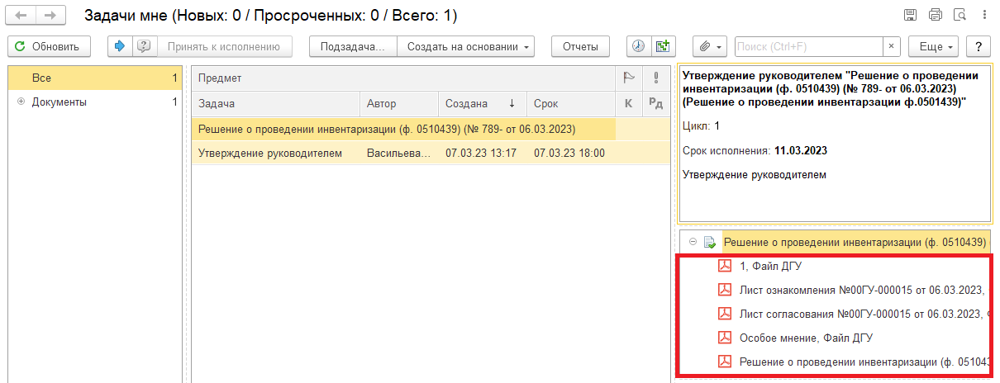 Задачи мне (Новых: 0 / Просроченных: 0 / Всего: 1)
Обновить
Принять к исполнению
Подзадача...
Создать на основании
Отчеты
Поиск (Ctrl+F)
×
Еще
?
Все 1
Документы 1
Предмет
Задача Автор Создана ↓ Срок К Рд
Решение о проведении инвентаризации (ф. 0510439) (№ 789- от 06.03.2023)
Утверждение руководителем Васильева... 07.03.23 13:17 07.03.23 18:00
Утверждение руководителем "Решение о проведении
инвентаризации (ф. 0510439) (№ 789- от 06.03.2023)
(Решение о проведении инвентарзации ф.0501439)"
Цикл: 1
Срок исполнения: 11.03.2023
Утверждение руководителем
Решение о проведении инвентаризации (ф. 0510439)
1, Файл ДГУ
Лист ознакомления №00ГУ-000015 от 06.03.2023,
Лист согласования №00ГУ-000015 от 06.03.2023,
Особое мнение, Файл ДГУ
Решение о проведении инвентаризации (ф. 051043